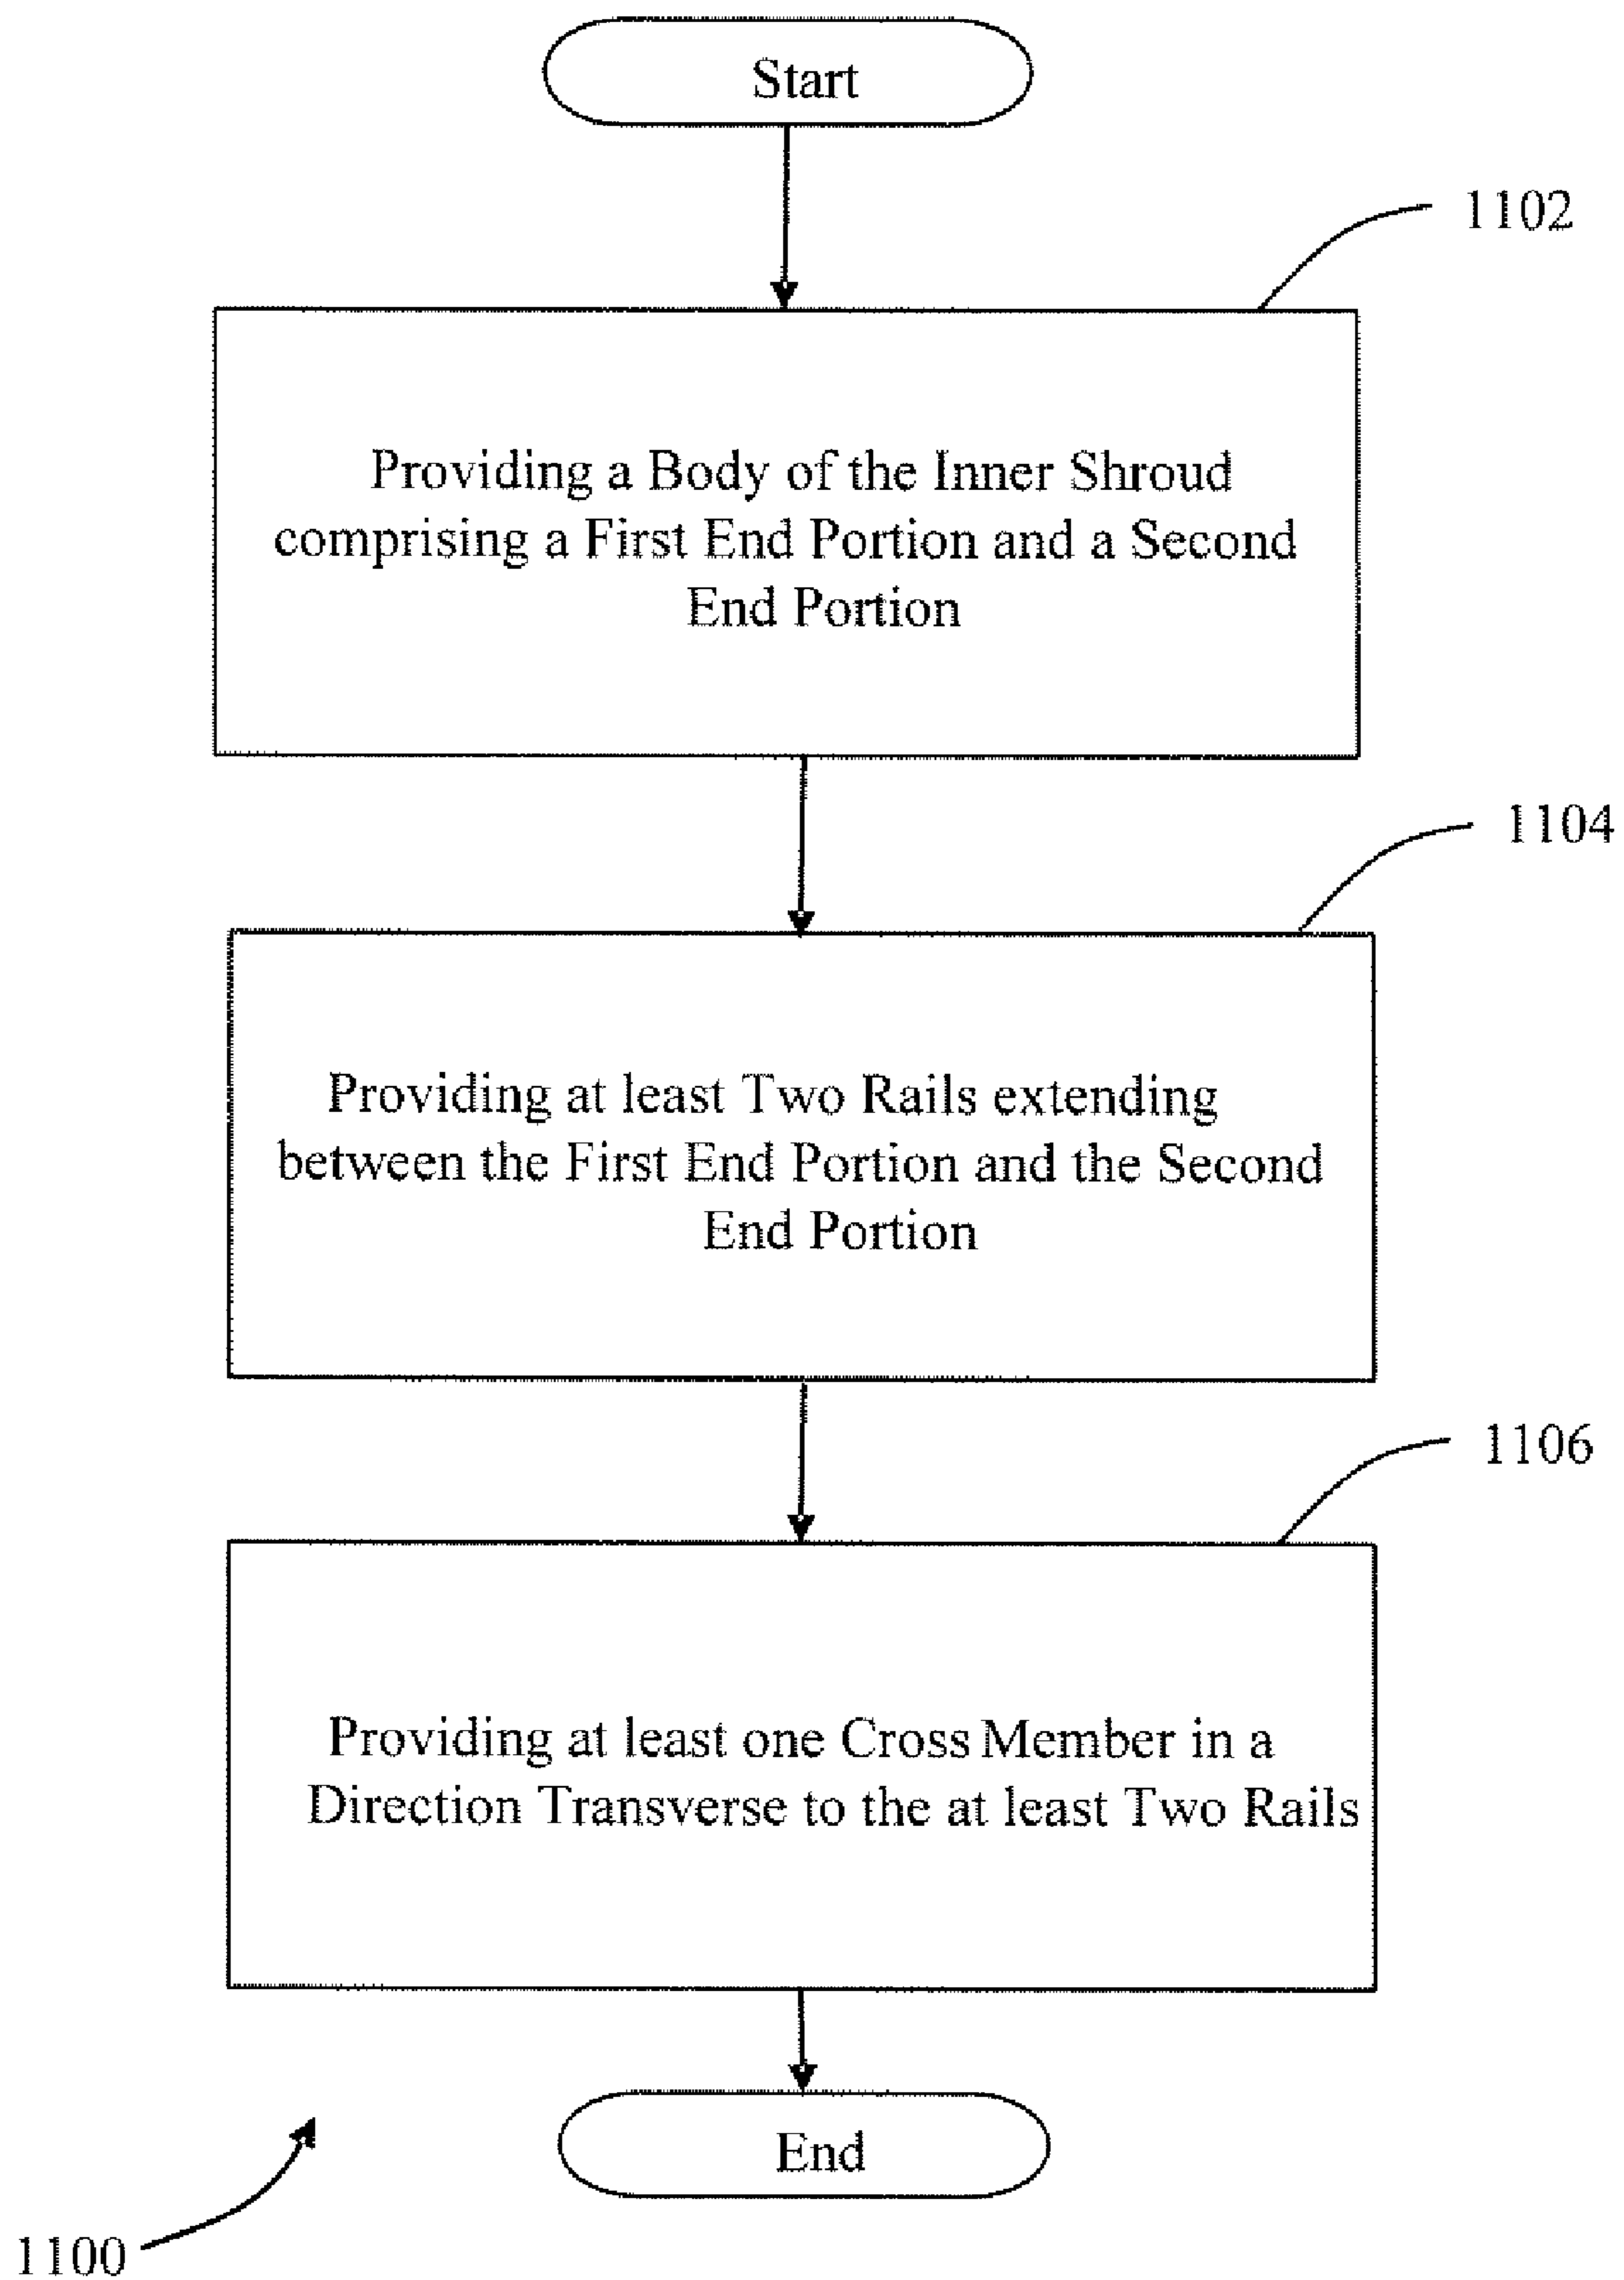 Start
1102
Providing a Body of the Inner Shroud
comprising a First End Portion and a Second
End Portion
1104
Providing at least Two Rails extending
between the First End Portion and the Second
End Portion
1106
Providing at least one Cross Member in a
Direction Transverse to the at least Two Rails
End
1100